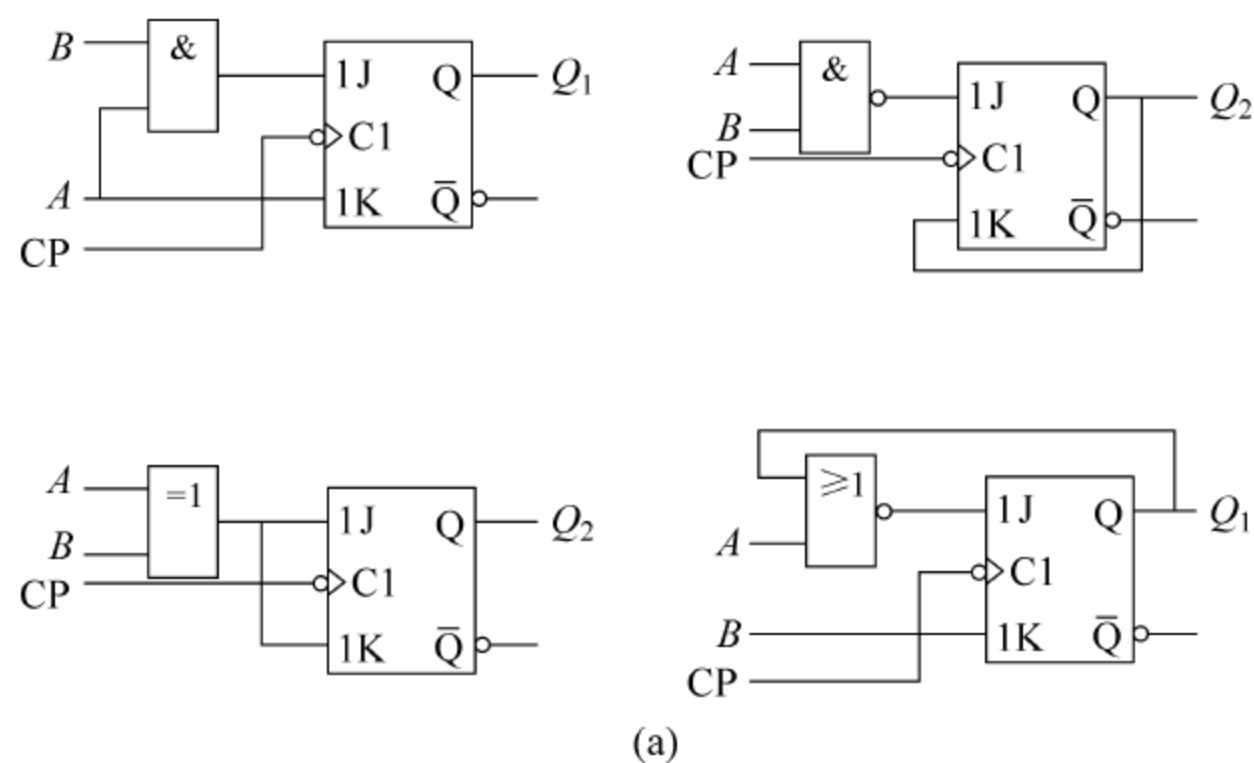 B & 1J Q Q₁
C1
A 1K Q̅
CP
A & 1J Q Q₂
B
CP C1
1K Q̅
A =1 1J Q Q₂
B
CP C1
1K Q̅
≥1 1J Q Q₁
A
C1
B 1K Q̅
CP
(a)